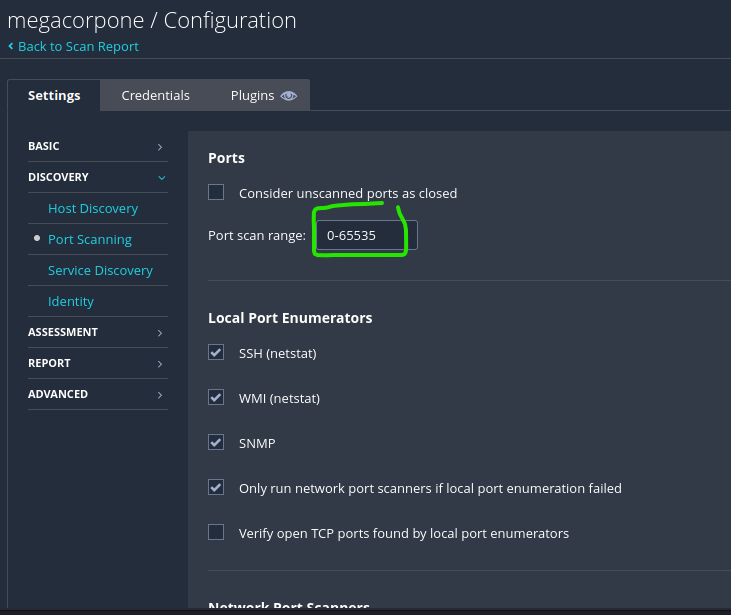 megacorpone / Configuration
Back to Scan Report
Settings
Credentials
Plugins
BASIC
DISCOVERY
Host Discovery
Port Scanning
Service Discovery
Identity
ASSESSMENT
REPORT
ADVANCED
Ports
Consider unscanned ports as closed
Port scan range: 0-65535
Local Port Enumerators
SSH (netstat)
WMI (netstat)
SNMP
Only run network port scanners if local port enumeration failed
Verify open TCP ports found by local port enumerators
Network Port Scanners